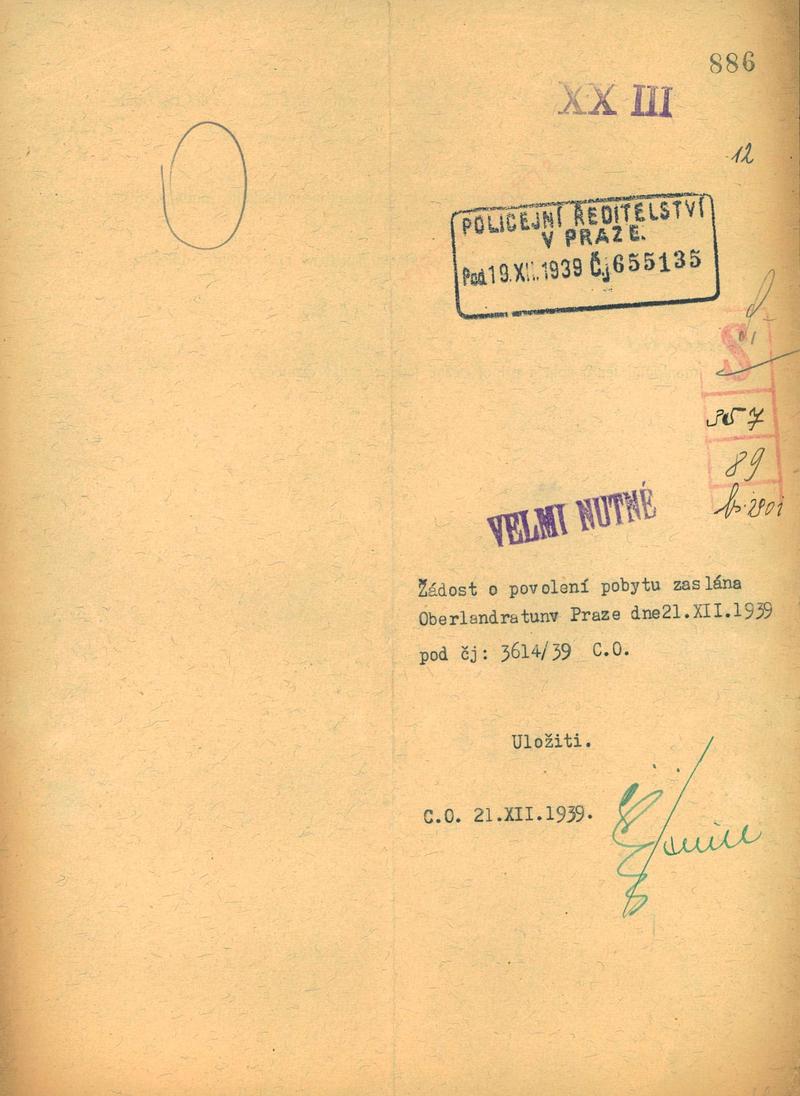 886
XX III
12
POLICEJNÍ ŘEDITELSTVÍ
V PRAZE.
Pod 19.XII.1939 Čj 655135
S
357
89
VELMI NUTNÉ
Žádost o povolení pobytu zaslána
Oberlandratunv Praze dne21.XII.1939
pod čj: 3614/39 C.O.
Uložiti.
C.O. 21.XII.1939.